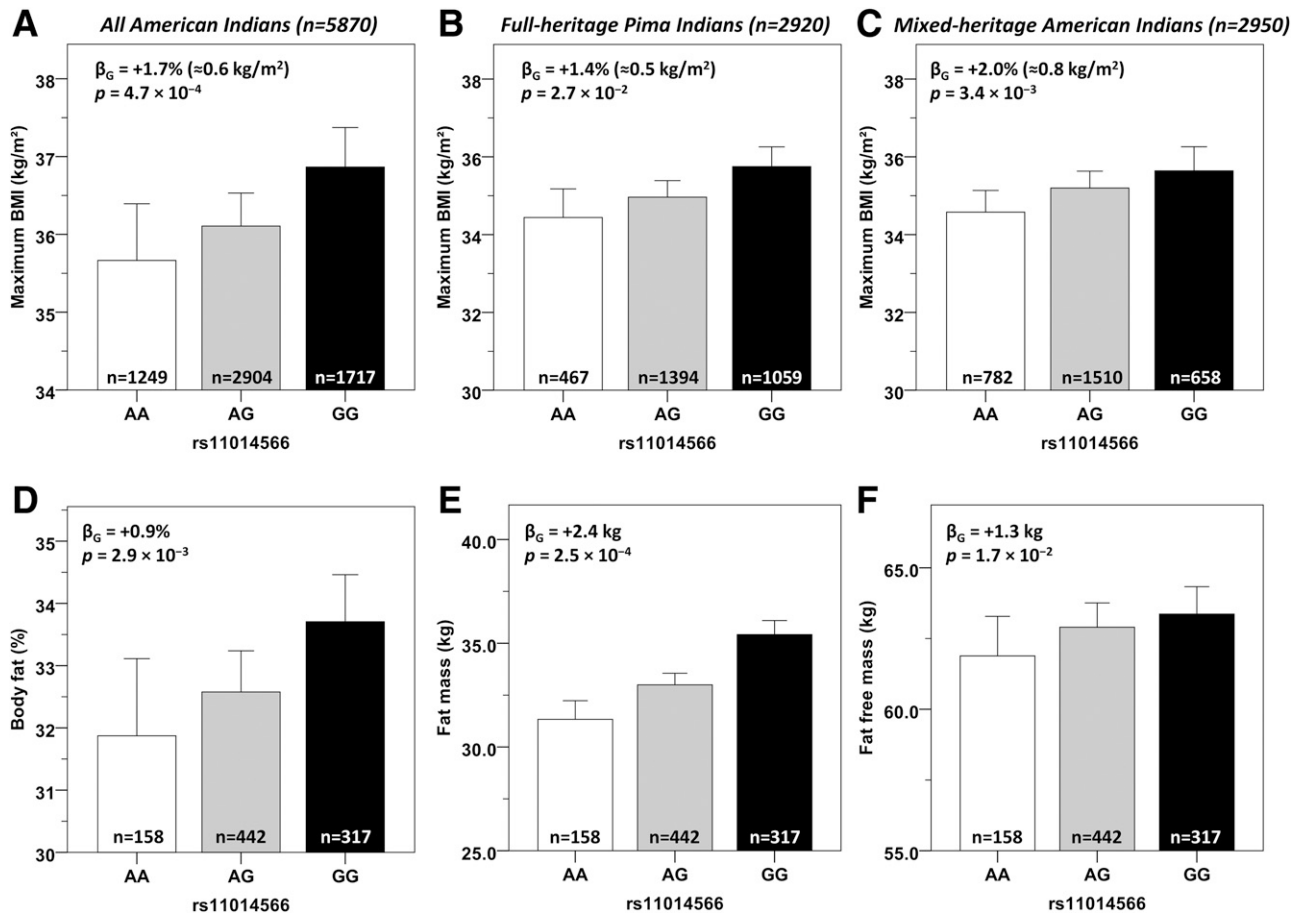 A
All American Indians (n=5870)
β_G = +1.7% (≈0.6 kg/m²)
p = 4.7 × 10⁻⁴
Maximum BMI (kg/m²)
38
37
36
35
34
n=1249
n=2904
n=1717
AA
AG
GG
rs11014566
B
Full-heritage Pima Indians (n=2920)
β_G = +1.4% (≈0.5 kg/m²)
p = 2.7 × 10⁻²
Maximum BMI (kg/m²)
38
36
34
32
30
n=467
n=1394
n=1059
AA
AG
GG
rs11014566
C
Mixed-heritage American Indians (n=2950)
β_G = +2.0% (≈0.8 kg/m²)
p = 3.4 × 10⁻³
Maximum BMI (kg/m²)
38
36
34
32
30
n=782
n=1510
n=658
AA
AG
GG
rs11014566
D
β_G = +0.9%
p = 2.9 × 10⁻³
Body fat (%)
35
34
33
32
31
30
n=158
n=442
n=317
AA
AG
GG
rs11014566
E
β_G = +2.4 kg
p = 2.5 × 10⁻⁴
Fat mass (kg)
40.0
35.0
30.0
25.0
n=158
n=442
n=317
AA
AG
GG
rs11014566
F
β_G = +1.3 kg
p = 1.7 × 10⁻²
Fat free mass (kg)
65.0
60.0
55.0
n=158
n=442
n=317
AA
AG
GG
rs11014566